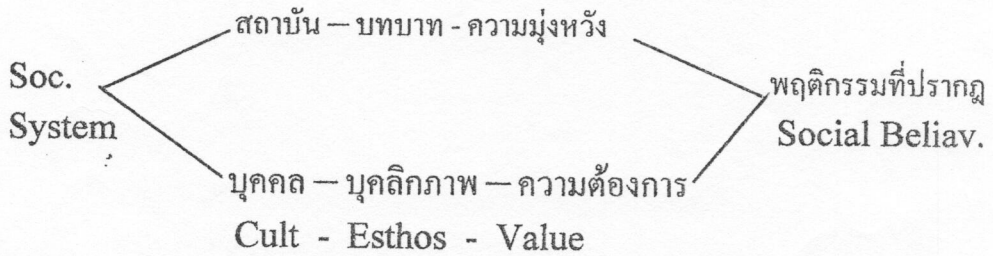 สถาบัน – บทบาท - ความมุ่งหวัง
Soc.
System
พฤติกรรมที่ปรากฏ
Social Beliav.
บุคคล – บุคลิกภาพ – ความต้องการ
Cult - Esthos - Value